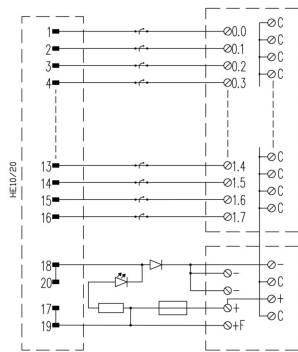 1 0.0 C
2 0.1 C
3 0.2 C
4 0.3 C
HE10/20
13 1.4 C
14 1.5 C
15 1.6 C
16 1.7 C
18 - -
20 - C
17 + +
19 +F C